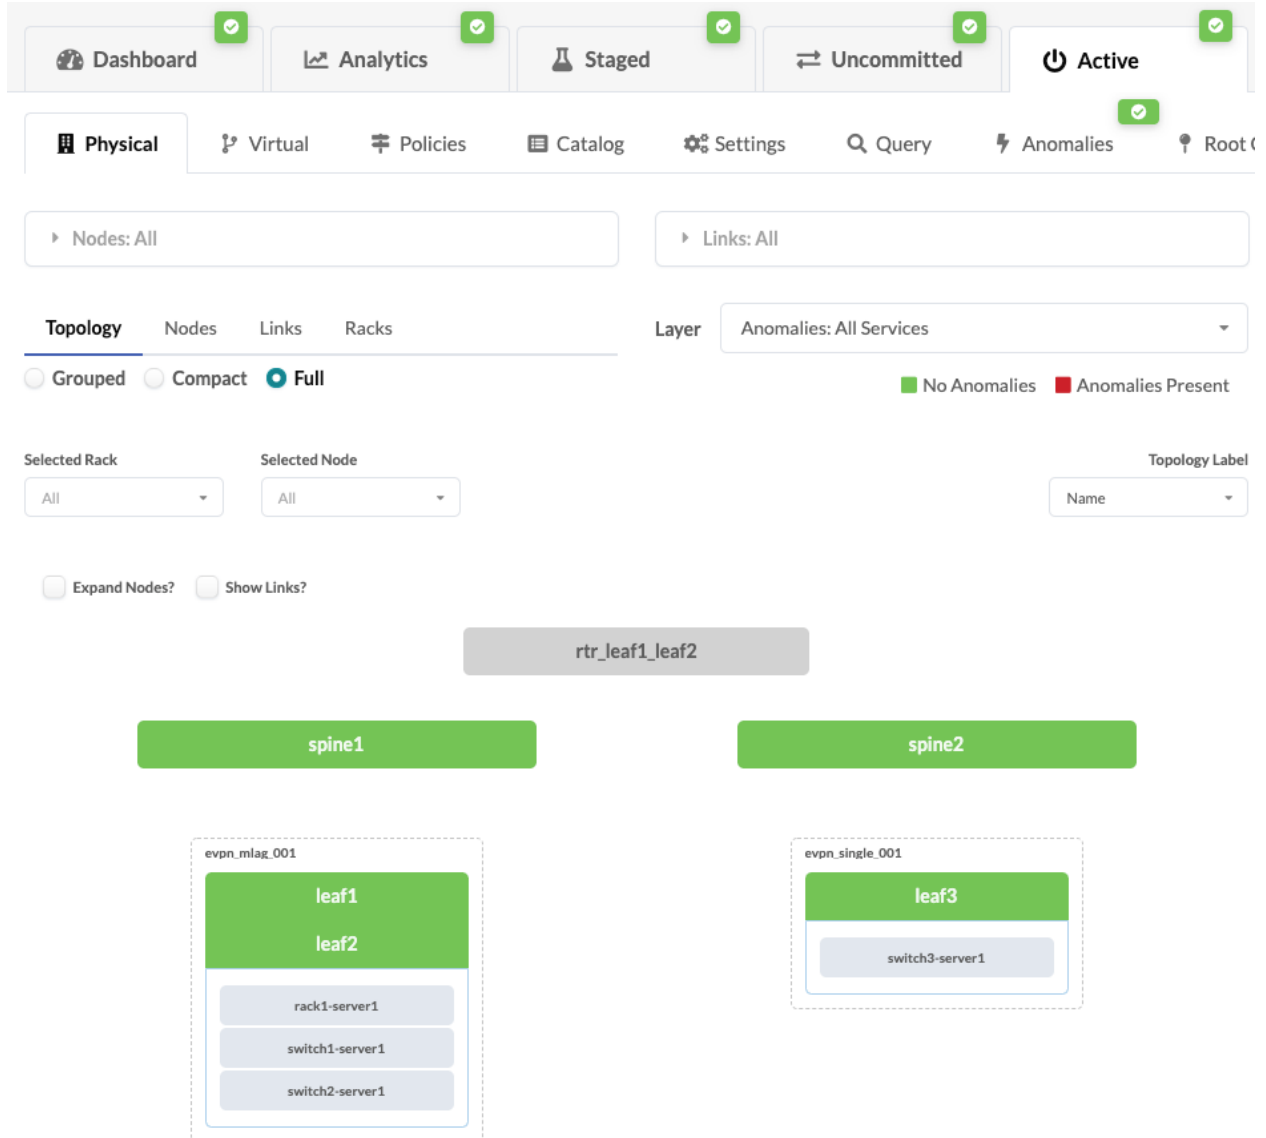 Dashboard Analytics Staged Uncommitted Active
Physical Virtual Policies Catalog Settings Query Anomalies Root
Nodes: All Links: All
Topology Nodes Links Racks Layer Anomalies: All Services
Grouped Compact Full No Anomalies Anomalies Present
Selected Rack Selected Node Topology Label
All All Name
Expand Nodes? Show Links?
rtr_leaf1_leaf2
spine1 spine2
evpn_mlag_001 evpn_single_001
leaf1 leaf3
leaf2
switch3-server1
rack1-server1
switch1-server1
switch2-server1